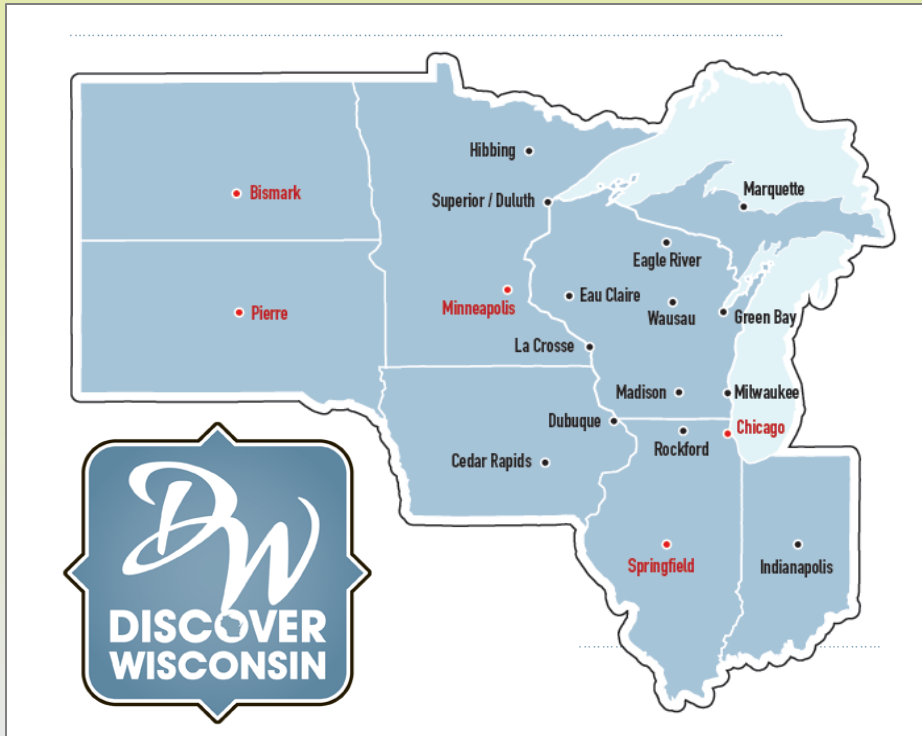 Hibbing
Bismark
Marquette
Superior / Duluth
Eagle River
Eau Claire
Minneapolis
Pierre
Wausau
Green Bay
La Crosse
Madison
Milwaukee
Dubuque
Chicago
Rockford
Cedar Rapids
Springfield
Indianapolis
DW
DISCOVER
WISCONSIN